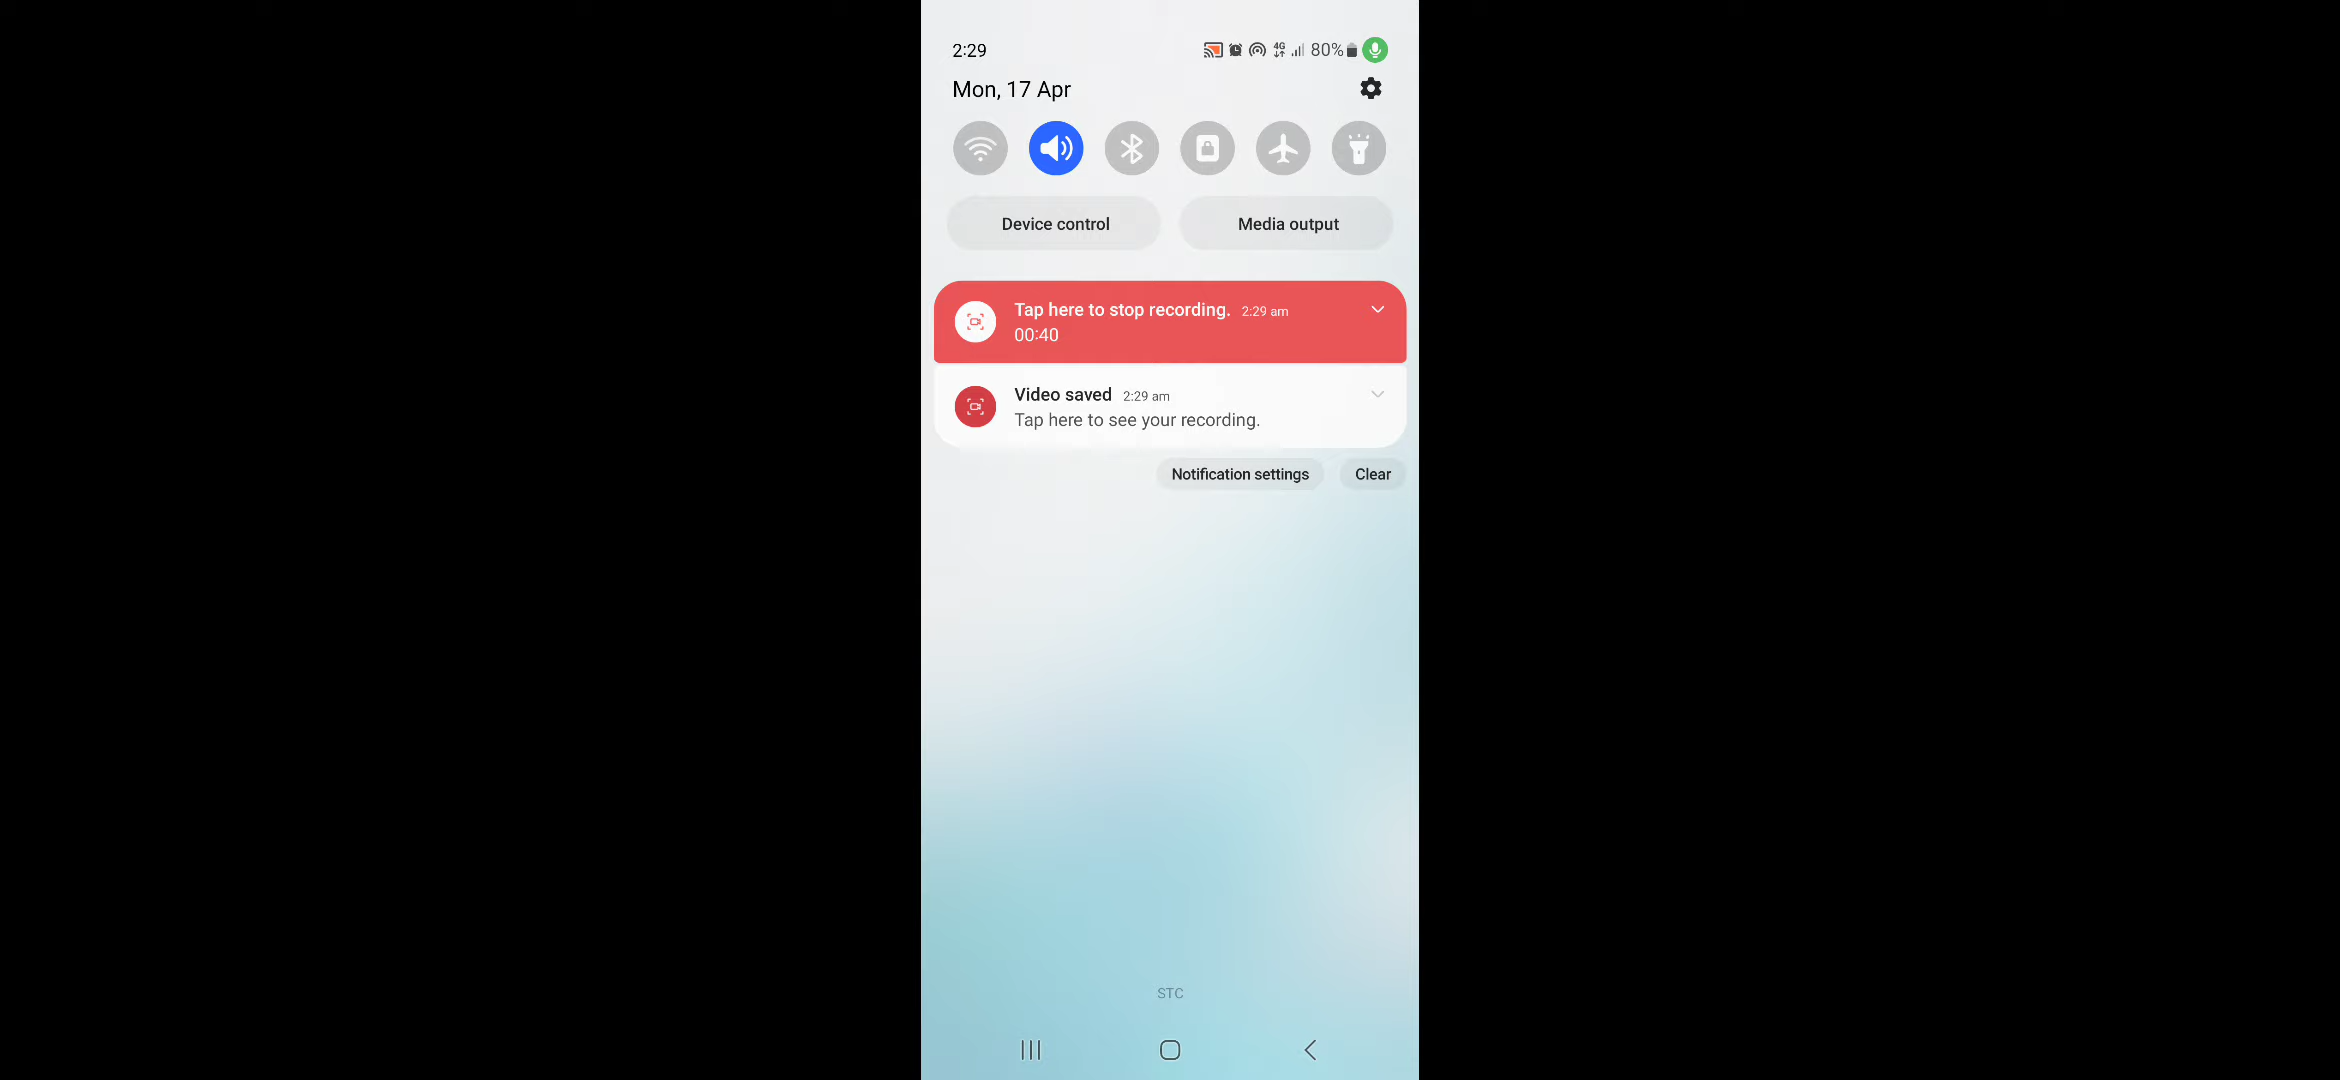 2:29
4G
80%
Mon, 17 Apr
Device control
Media output
Tap here to stop recording. 2:29 am
00:40
Video saved 2:29 am
Tap here to see your recording.
Notification settings
Clear
STC